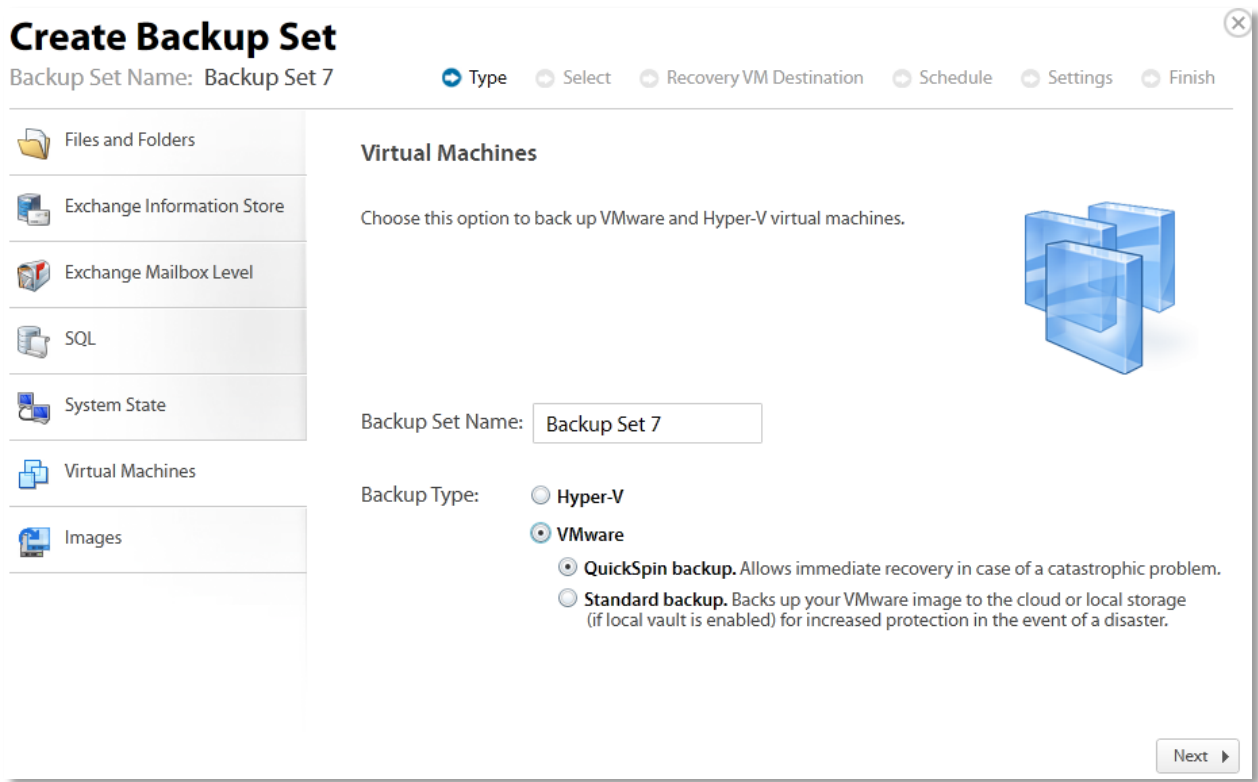 Create Backup Set
Backup Set Name: Backup Set 7
Type
Select
Recovery VM Destination
Schedule
Settings
Finish
Files and Folders
Exchange Information Store
Exchange Mailbox Level
SQL
System State
Virtual Machines
Images
Virtual Machines
Choose this option to back up VMware and Hyper-V virtual machines.
Backup Set Name: Backup Set 7
Backup Type:
Hyper-V
VMware
QuickSpin backup. Allows immediate recovery in case of a catastrophic problem.
Standard backup. Backs up your VMware image to the cloud or local storage
(if local vault is enabled) for increased protection in the event of a disaster.
Next